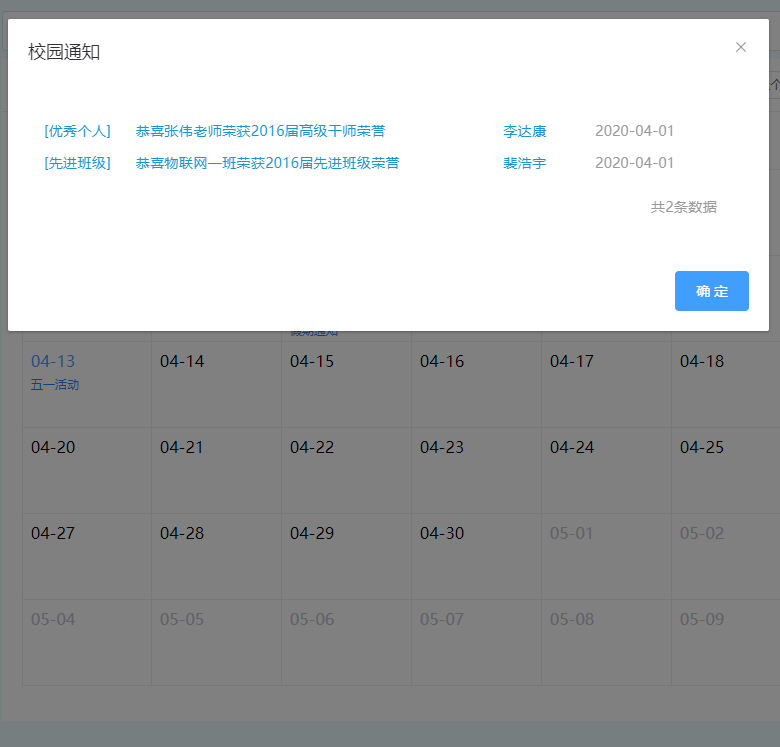 校园通知
[优秀个人] 恭喜张伟老师荣获2016届高级干师荣誉 李达康 2020-04-01
[先进班级] 恭喜物联网一班荣获2016届先进班级荣誉 裴浩宇 2020-04-01
共2条数据
确定
假期通知
04-13 04-14 04-15 04-16 04-17 04-18
五一活动
04-20 04-21 04-22 04-23 04-24 04-25
04-27 04-28 04-29 04-30 05-01 05-02
05-04 05-05 05-06 05-07 05-08 05-09